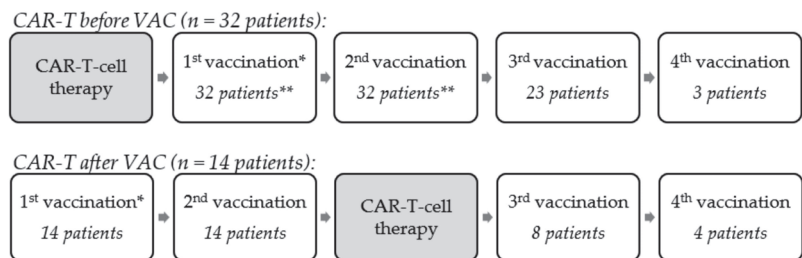 CAR-T before VAC (n = 32 patients):
CAR-T-cell therapy
1st vaccination*
32 patients**
2nd vaccination
32 patients**
3rd vaccination
23 patients
4th vaccination
3 patients
CAR-T after VAC (n = 14 patients):
1st vaccination*
14 patients
2nd vaccination
14 patients
CAR-T-cell therapy
3rd vaccination
8 patients
4th vaccination
4 patients